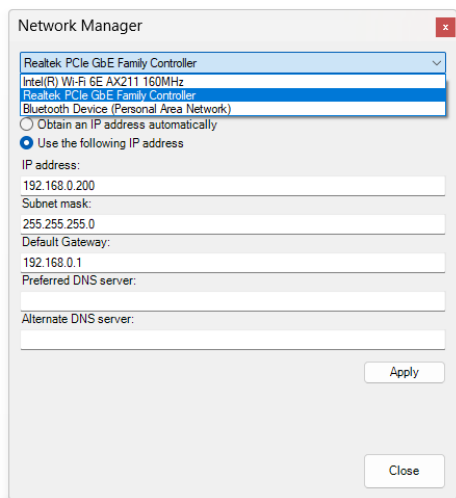 Network Manager
x
Realtek PCIe GbE Family Controller
Intel(R) Wi-Fi 6E AX211 160MHz
Realtek PCIe GbE Family Controller
Bluetooth Device (Personal Area Network)
Obtain an IP address automatically
Use the following IP address
IP address:
192.168.0.200
Subnet mask:
255.255.255.0
Default Gateway:
192.168.0.1
Preferred DNS server:
Alternate DNS server:
Apply
Close